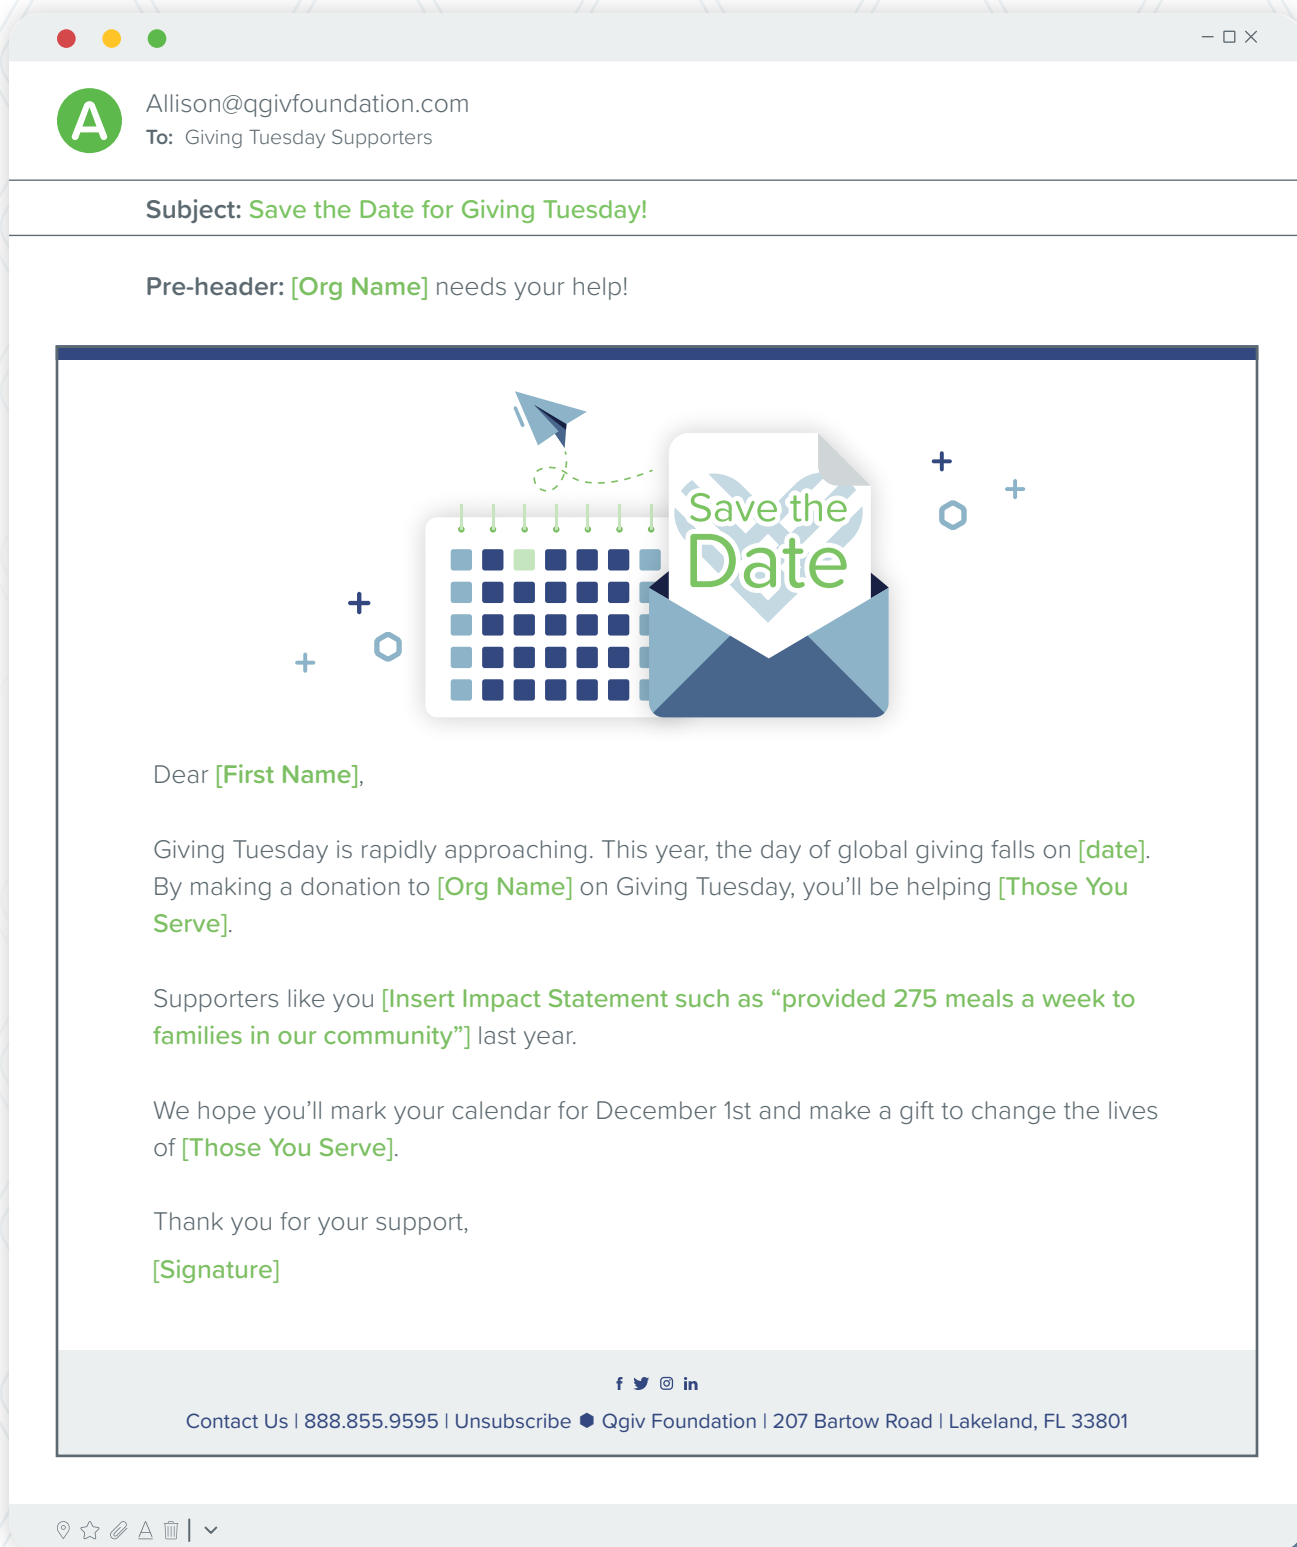 A
Allison@qgivfoundation.com
To: Giving Tuesday Supporters
Subject: Save the Date for Giving Tuesday!
Pre-header: [Org Name] needs your help!
Save the
Date
Dear [First Name],
Giving Tuesday is rapidly approaching. This year, the day of global giving falls on [date].
By making a donation to [Org Name] on Giving Tuesday, you’ll be helping [Those You
Serve].
Supporters like you [Insert Impact Statement such as “provided 275 meals a week to
families in our community”] last year.
We hope you’ll mark your calendar for December 1st and make a gift to change the lives
of [Those You Serve].
Thank you for your support,
[Signature]
Contact Us | 888.855.9595 | Unsubscribe ⬢ Qgiv Foundation | 207 Bartow Road | Lakeland, FL 33801